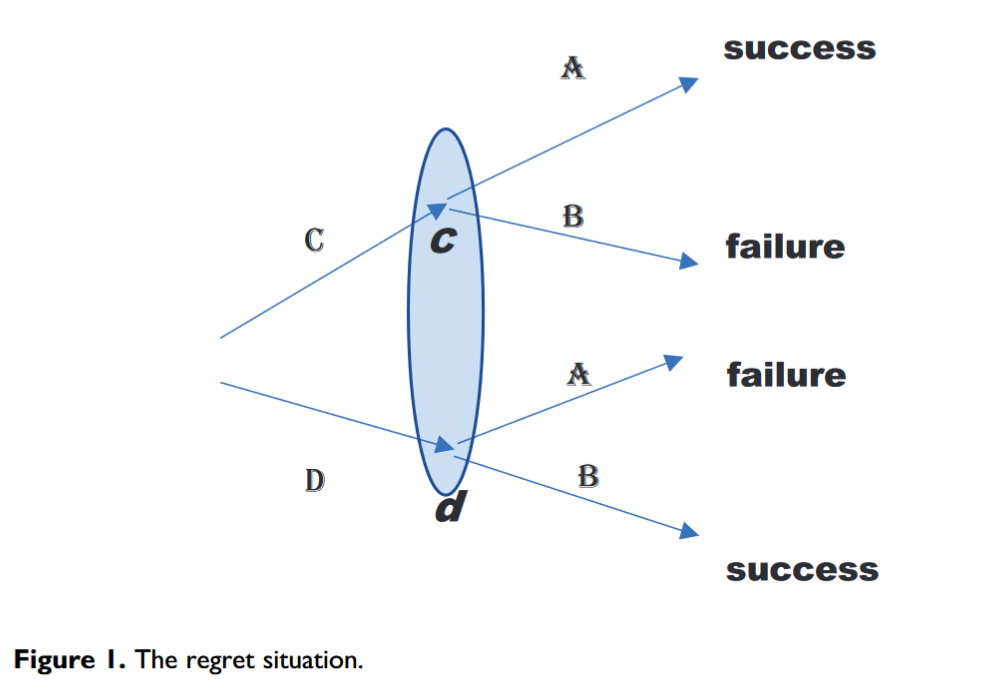 success
A
B
C
c
failure
A
failure
D
B
d
success
Figure 1. The regret situation.